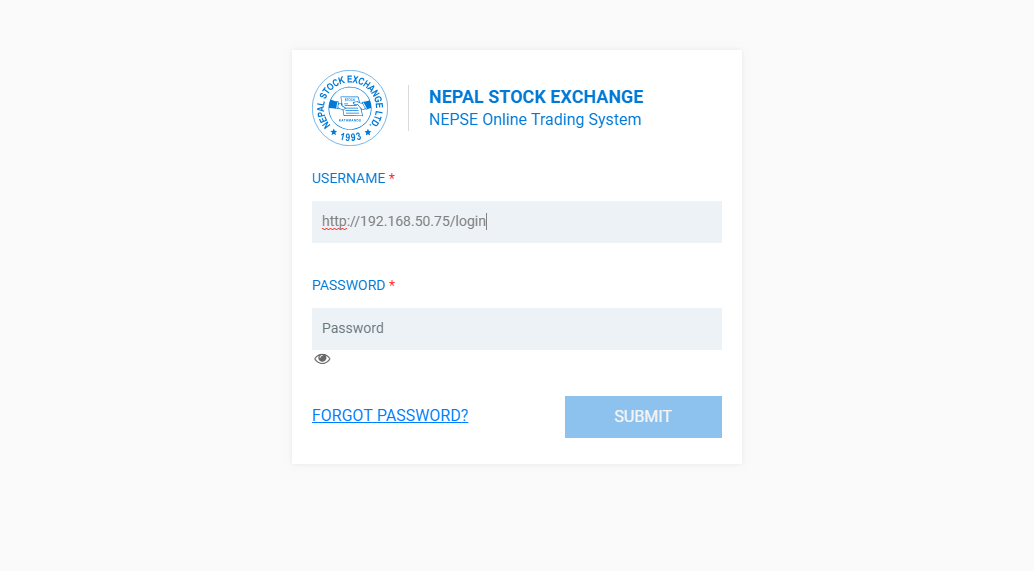 NEPAL STOCK EXCHANGE LTD.
KATHMANDU
1993
NEPAL STOCK EXCHANGE
NEPSE Online Trading System
USERNAME *
http://192.168.50.75/login
PASSWORD *
Password
FORGOT PASSWORD?
SUBMIT